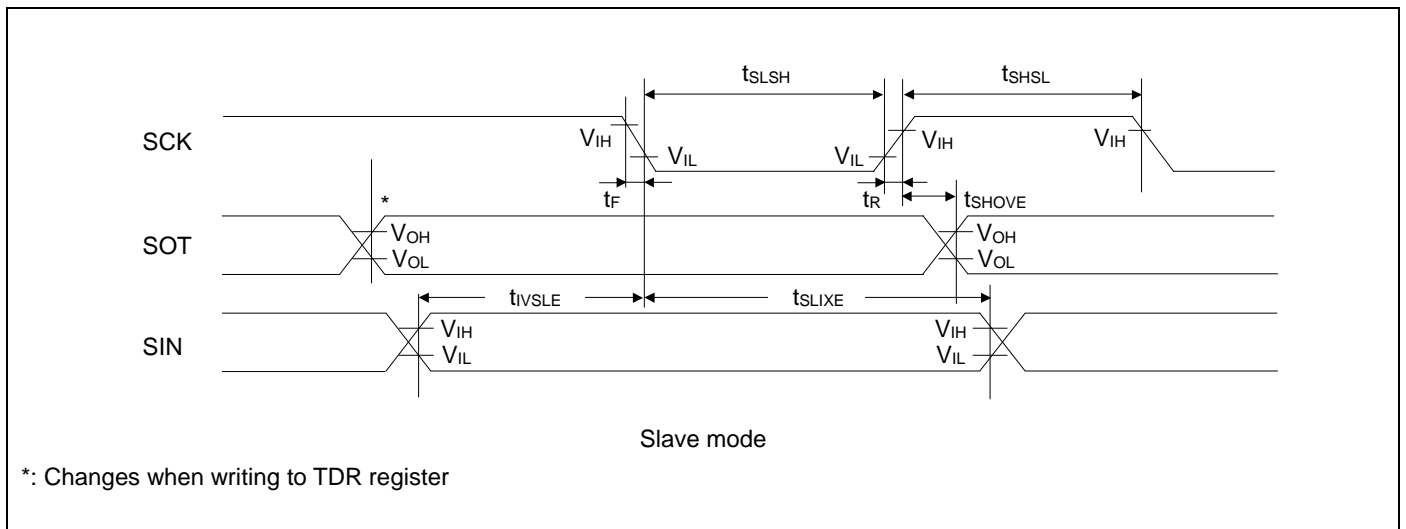 tSLSH tSHSL
SCK VIH VIL VIL VIH VIH
tF tR tSHOVE
*
SOT VOH VOH
VOL VOL
tIVSLE tSLIXE
SIN VIH VIH
VIL VIL
Slave mode
*: Changes when writing to TDR register